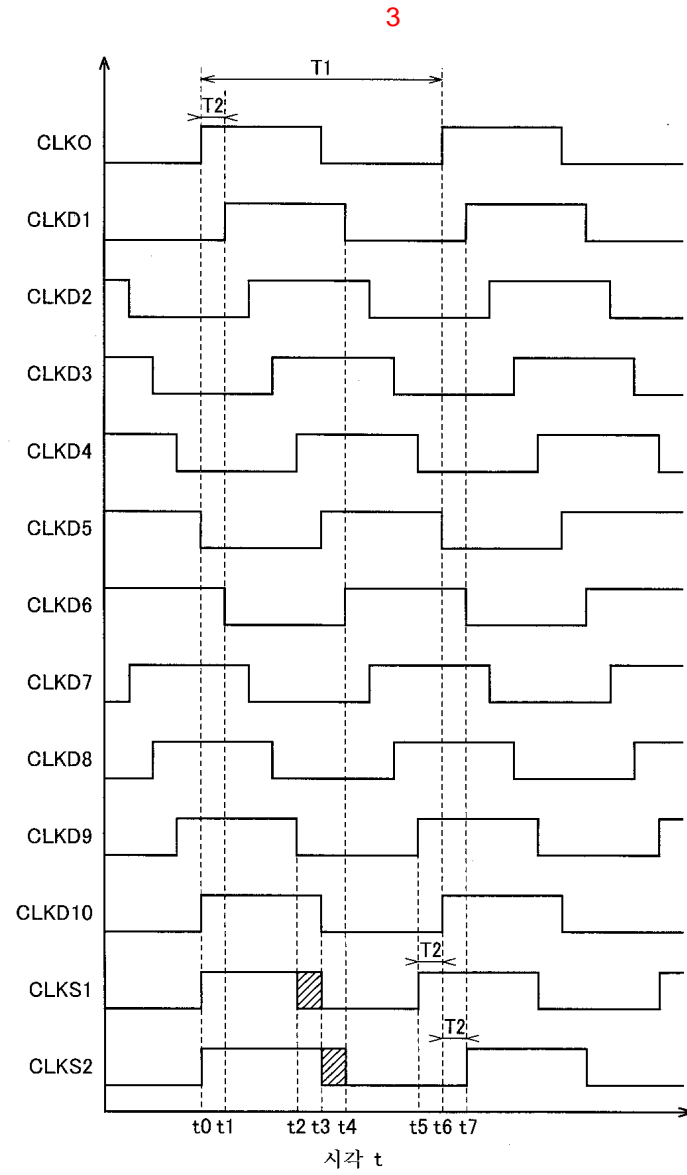 3
T1
T2
CLKO
CLKD1
CLKD2
CLKD3
CLKD4
CLKD5
CLKD6
CLKD7
CLKD8
CLKD9
CLKD10
T2
CLKS1
T2
CLKS2
t0 t1 t2 t3 t4 t5 t6 t7
시각 t